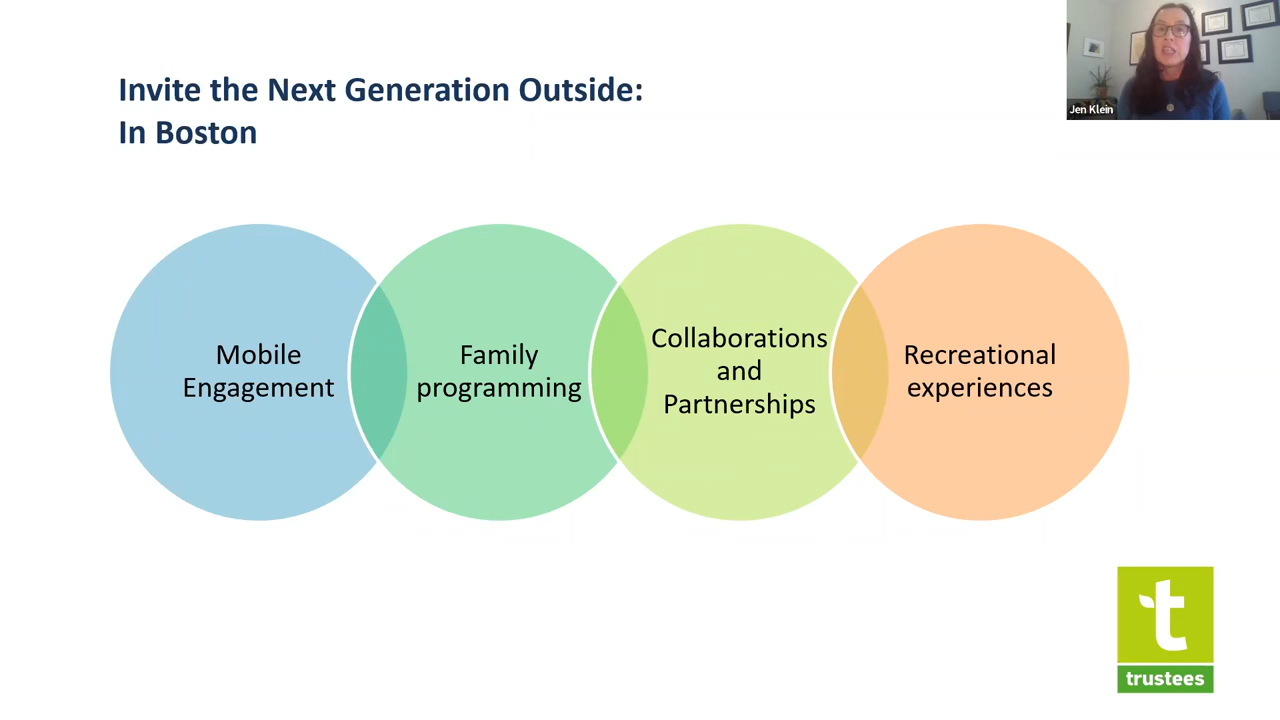 Invite the Next Generation Outside:
In Boston
Jen Klein
Mobile
Engagement
Family
programming
Collaborations
and
Partnerships
Recreational
experiences
t
trustees